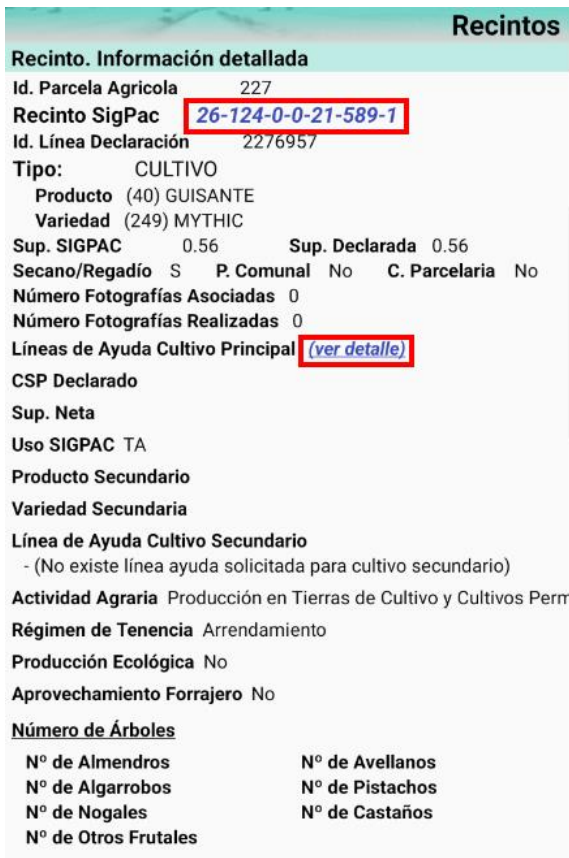 Recintos
Recinto. Información detallada
Id. Parcela Agricola 227
Recinto SigPac 26-124-0-0-21-589-1
Id. Línea Declaración 2276957
Tipo: CULTIVO
Producto (40) GUISANTE
Variedad (249) MYTHIC
Sup. SIGPAC 0.56 Sup. Declarada 0.56
Secano/Regadío S P. Comunal No C. Parcelaria No
Número Fotografías Asociadas 0
Número Fotografías Realizadas 0
Líneas de Ayuda Cultivo Principal (ver detalle)
CSP Declarado
Sup. Neta
Uso SIGPAC TA
Producto Secundario
Variedad Secundaria
Línea de Ayuda Cultivo Secundario
- (No existe línea ayuda solicitada para cultivo secundario)
Actividad Agraria Producción en Tierras de Cultivo y Cultivos Perm
Régimen de Tenencia Arrendamiento
Producción Ecológica No
Aprovechamiento Forrajero No
Número de Árboles
Nº de Almendros Nº de Avellanos
Nº de Algarrobos Nº de Pistachos
Nº de Nogales Nº de Castaños
Nº de Otros Frutales